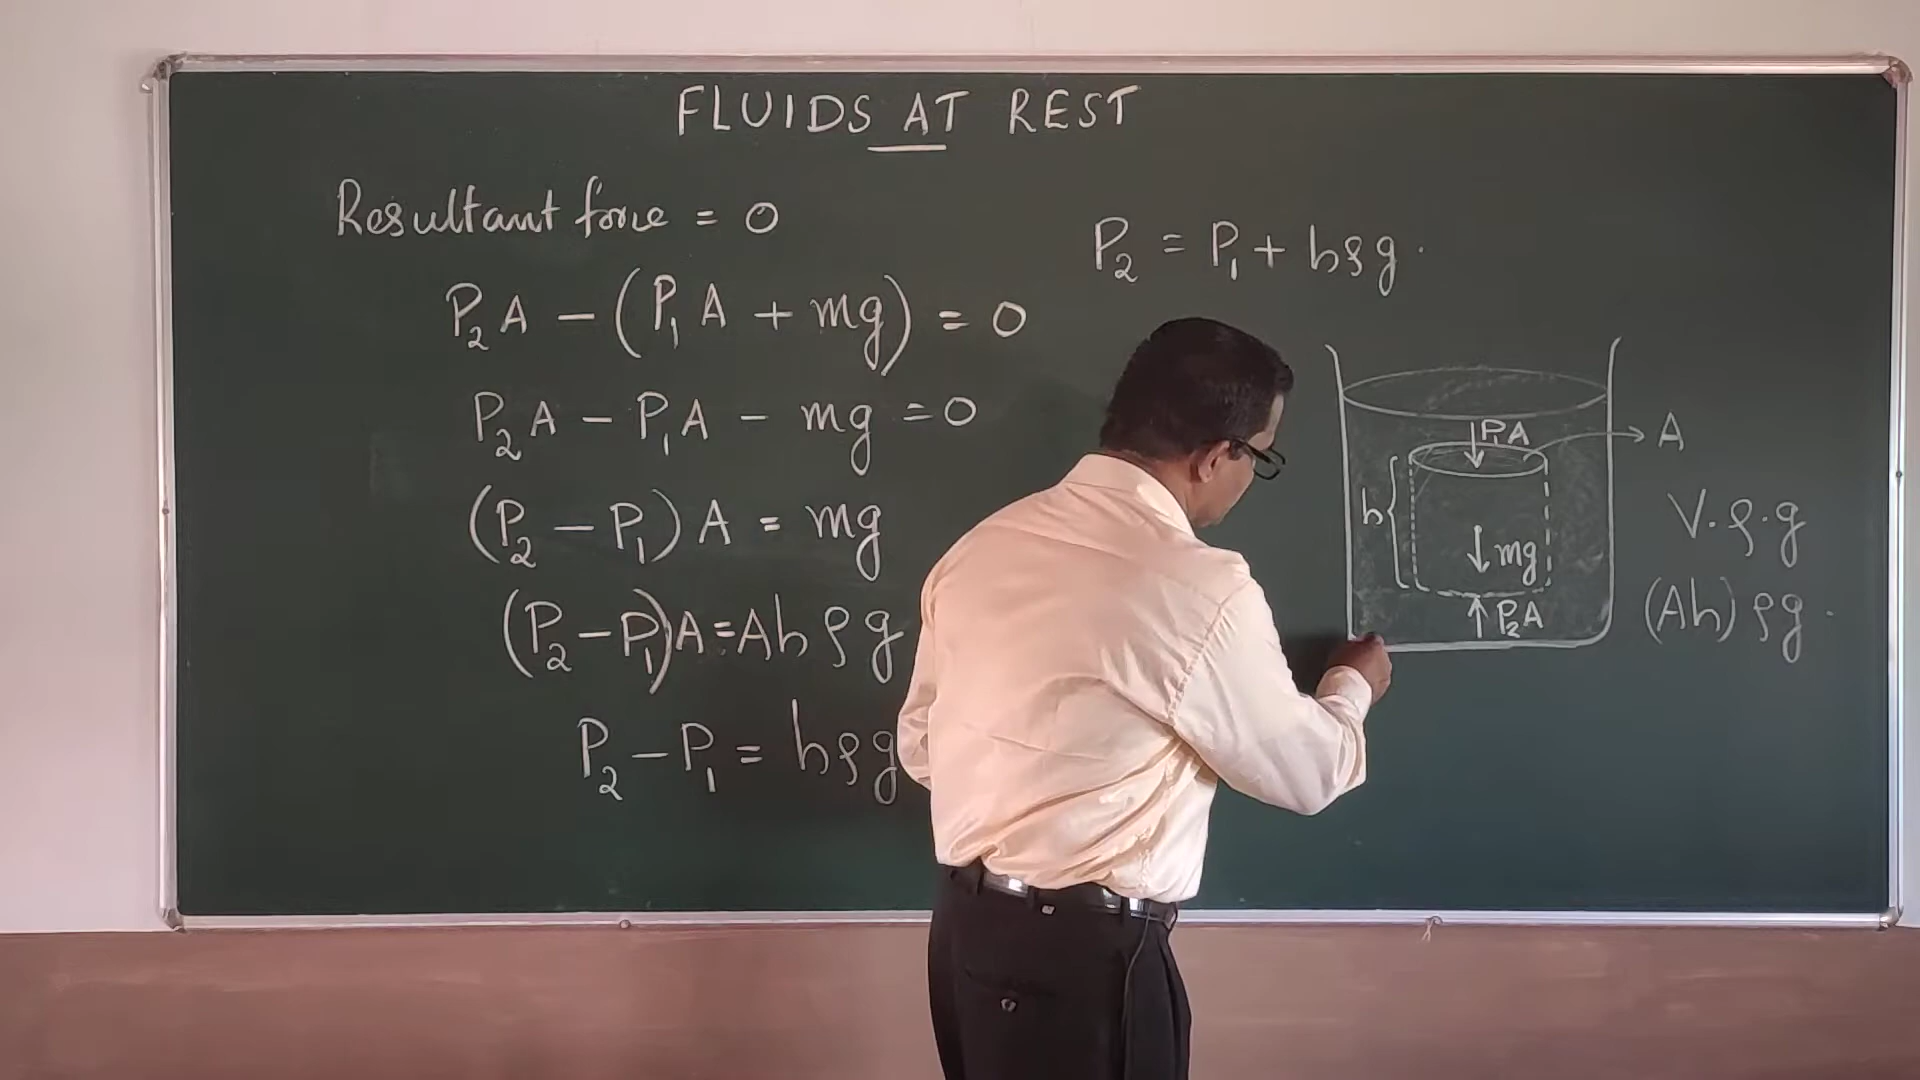 FLUIDS AT REST
Resultant force = 0
P₂A − (P₁A + mg) = 0
P₂A − P₁A − mg = 0
(P₂ − P₁) A = mg
(P₂ − P₁)A = Ahρg
P₂ − P₁ = hρg
P₂ = P₁ + hρg.
P₁A
A
h
mg
P₂A
V.ρ.g
(Ah) ρg.